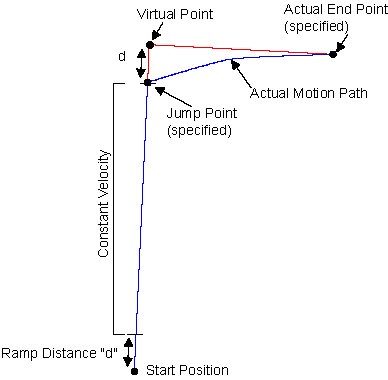 Virtual Point
Actual End Point
(specified)
d
Actual Motion Path
Jump Point
(specified)
Constant Velocity
Ramp Distance "d"
Start Position